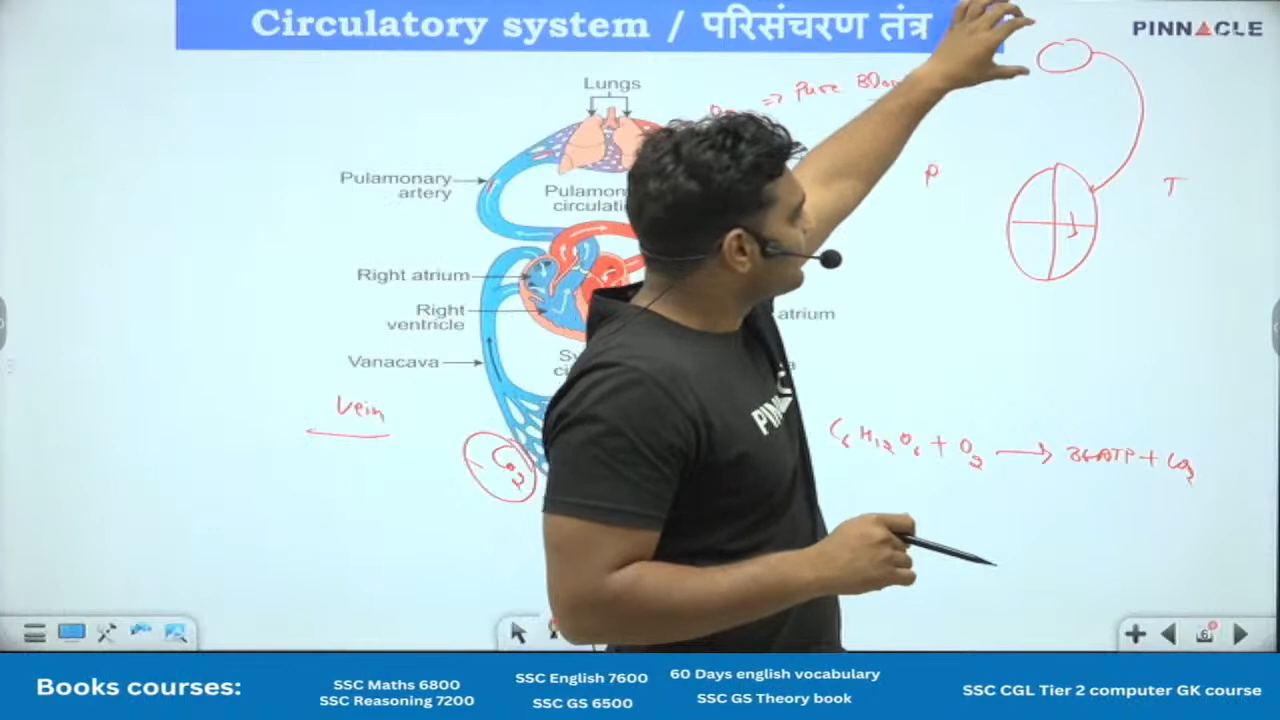 Circulatory system / परिसंचरण तंत्र
PINNACLE
Lungs
=> Pure
Pulamonary
artery
Pulamon
circulati
P
T
Right atrium
Right
ventricle
atrium
Vanacava
Vein
CO2
C6H12O6 + O2 → 36ATP + CO2
PIN
Books courses:
SSC Maths 6800
SSC Reasoning 7200
SSC English 7600
SSC GS 6500
60 Days english vocabulary
SSC GS Theory book
SSC CGL Tier 2 computer GK course